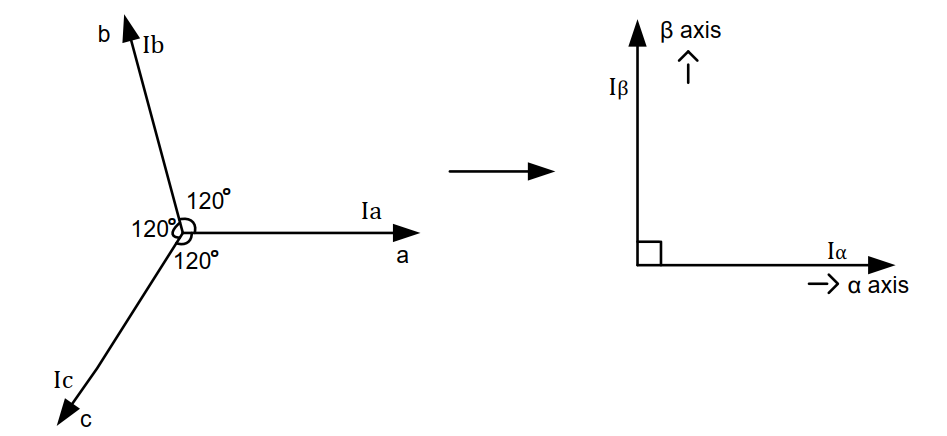 b
Ib
120°
120°
120°
Ia
a
Ic
c
β axis
Iβ
Iα
α axis